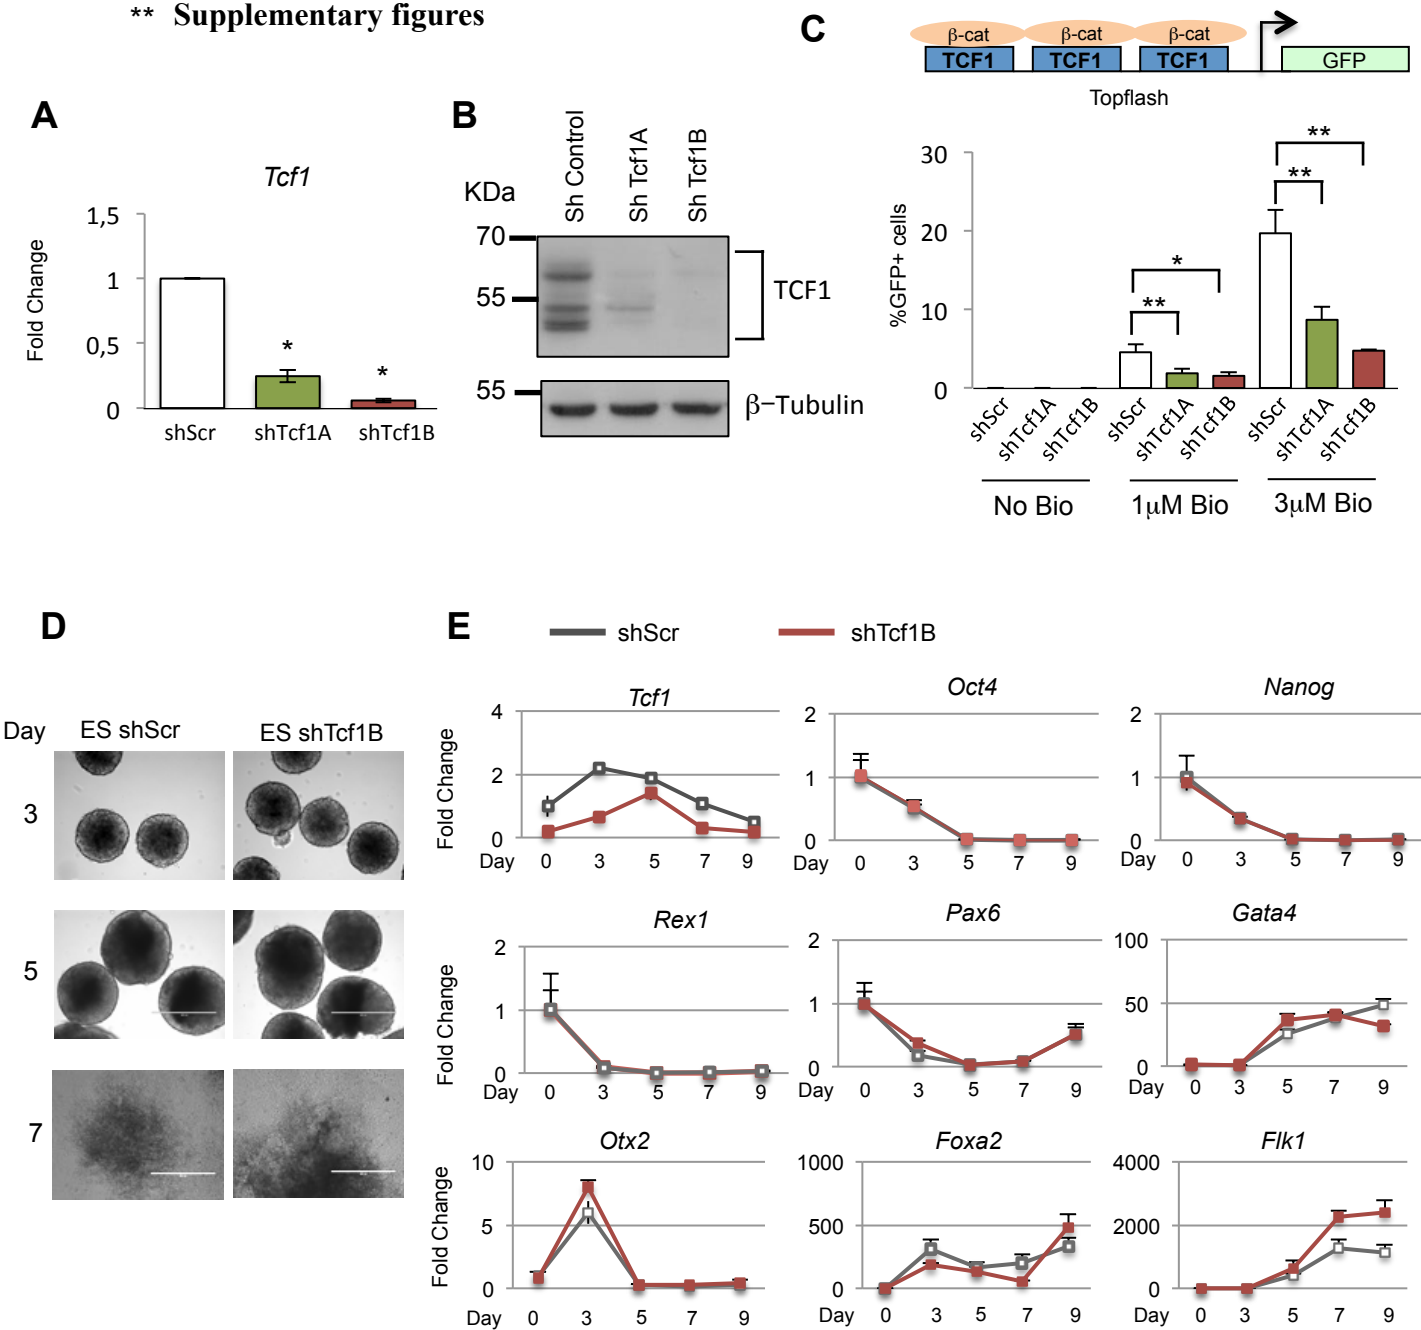 ** Supplementary figures
A
Tcf1
Fold Change
1,5
1
0,5
0
*
*
shScr shTcf1A shTcf1B
B
KDa
Sh Control
Sh Tcf1A
Sh Tcf1B
70
55
TCF1
55
β–Tubulin
C
β-cat β-cat β-cat
TCF1 TCF1 TCF1 GFP
Topflash
%GFP+ cells
30
20
10
0
**
*
**
**
shScr shTcf1A shTcf1B shScr shTcf1A shTcf1B shScr shTcf1A shTcf1B
No Bio 1μM Bio 3μM Bio
D
Day ES shScr ES shTcf1B
3
5
7
E
shScr shTcf1B
Tcf1
Fold Change
4
2
0
Day 0 3 5 7 9
Oct4
2
1
0
Day 0 3 5 7 9
Nanog
2
1
0
Day 0 3 5 7 9
Rex1
Fold Change
2
1
0
Day 0 3 5 7 9
Pax6
2
1
0
Day 0 3 5 7 9
Gata4
100
50
0
Day 0 3 5 7 9
Otx2
Fold Change
10
5
0
Day 0 3 5 7 9
Foxa2
1000
500
0
Day 0 3 5 7 9
Flk1
4000
2000
0
Day 0 3 5 7 9